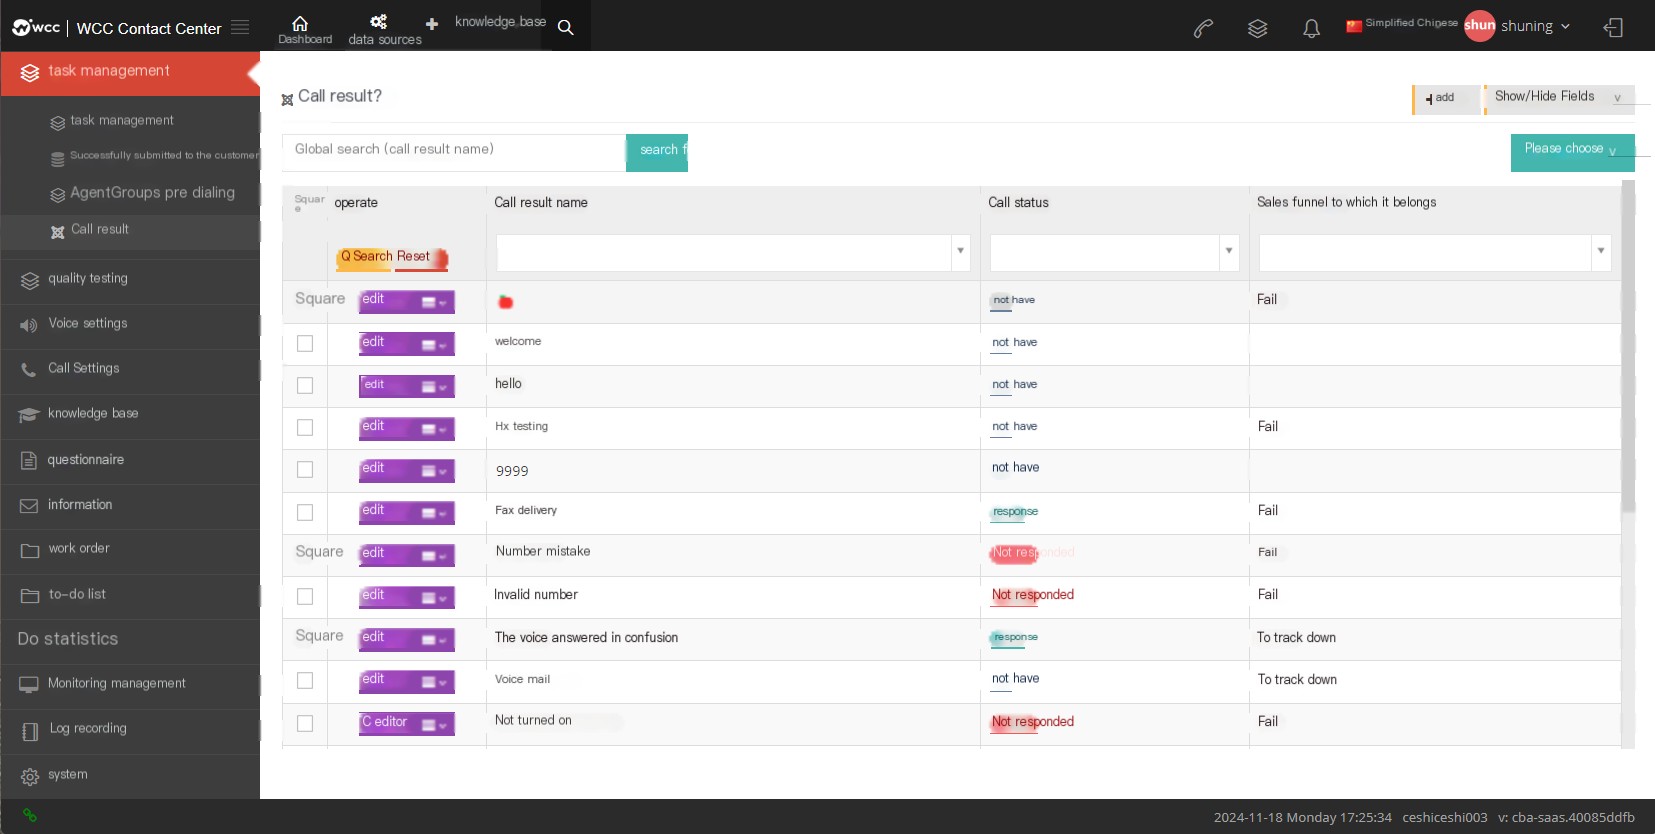 wcc | WCC Contact Center
Dashboard
data sources
knowledge base
Simplified Chinese
shun
shuning
task management
task management
Successfully submitted to the customer
AgentGroups pre dialing
Call result
quality testing
Voice settings
Call Settings
knowledge base
questionnaire
information
work order
to-do list
Do statistics
Monitoring management
Log recording
system
Call result?
add
Show/Hide Fields
Global search (call result name)
search f
Please choose
Squar
e
operate
Call result name
Call status
Sales funnel to which it belongs
Q Search Reset
Square edit not have Fail
edit welcome not have
edit hello not have
edit Hx testing not have Fail
edit 9999 not have
edit Fax delivery response Fail
Square edit Number mistake Not responded Fail
edit Invalid number Not responded Fail
Square edit The voice answered in confusion response To track down
edit Voice mail not have To track down
C editor Not turned on Not responded Fail
2024-11-18 Monday 17:25:34 ceshiceshi003 v: cba-saas.40085ddfb